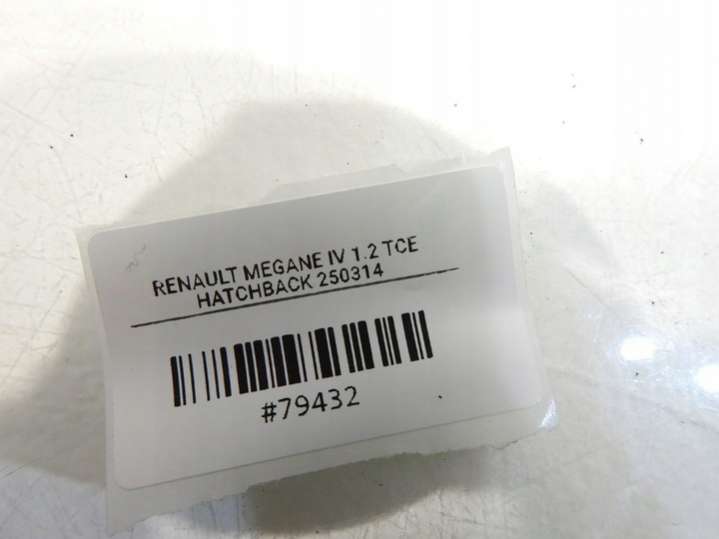 RENAULT MEGANE IV 1.2 TCE
HATCHBACK 250314
#79432